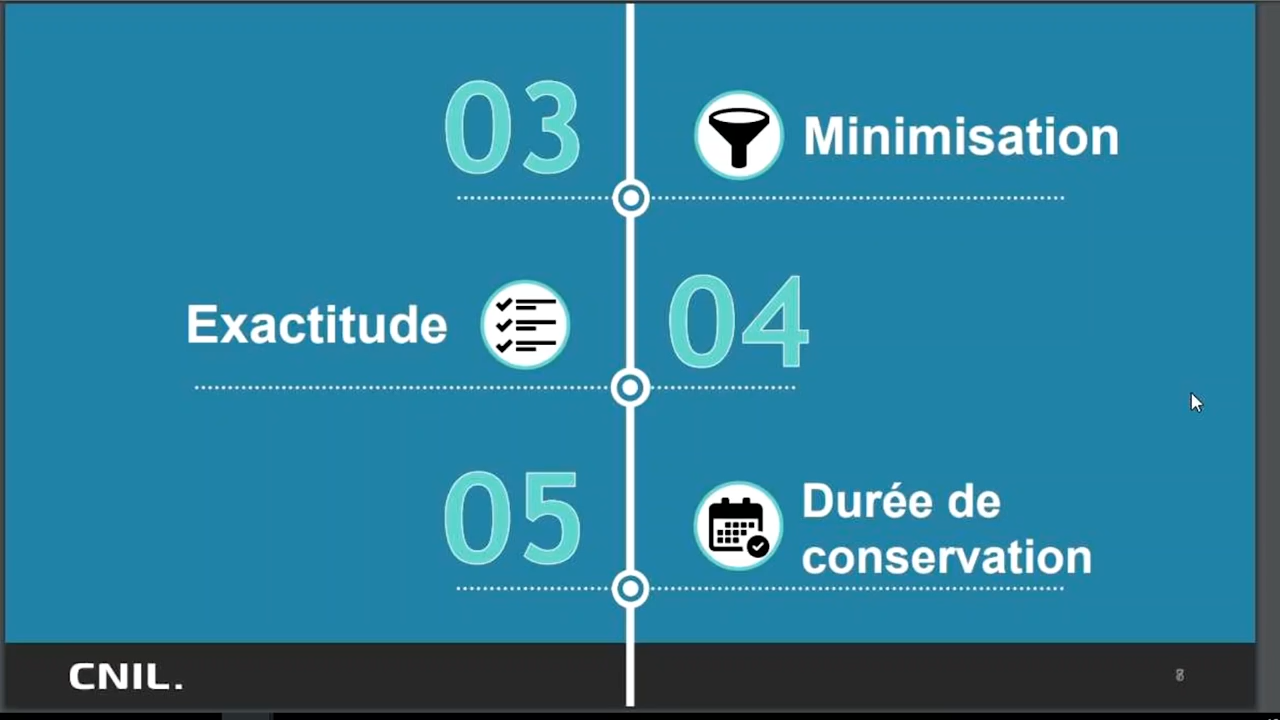 03
Minimisation
Exactitude
04
05
Durée de
conservation
CNIL.